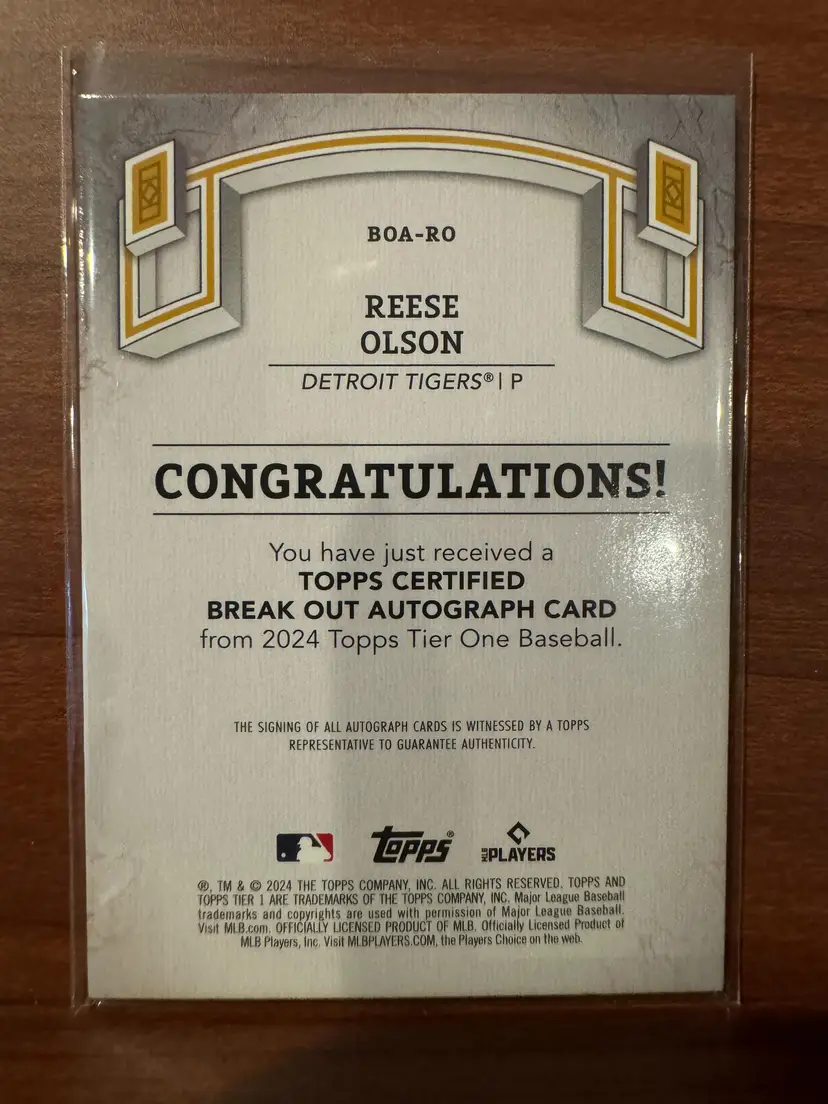 BOA-RO
REESE
OLSON
DETROIT TIGERS® | P
CONGRATULATIONS!
You have just received a
TOPPS CERTIFIED
BREAK OUT AUTOGRAPH CARD
from 2024 Topps Tier One Baseball.
THE SIGNING OF ALL AUTOGRAPH CARDS IS WITNESSED BY A TOPPS
REPRESENTATIVE TO GUARANTEE AUTHENTICITY.
Topps® MLB PLAYERS
®, TM & © 2024 THE TOPPS COMPANY, INC. ALL RIGHTS RESERVED. TOPPS AND
TOPPS TIER 1 ARE TRADEMARKS OF THE TOPPS COMPANY, INC. Major League Baseball
trademarks and copyrights are used with permission of Major League Baseball.
Visit MLB.com. OFFICIALLY LICENSED PRODUCT OF MLB. Officially Licensed Product of
MLB Players, Inc. Visit MLBPLAYERS.COM, the Players Choice on the web.